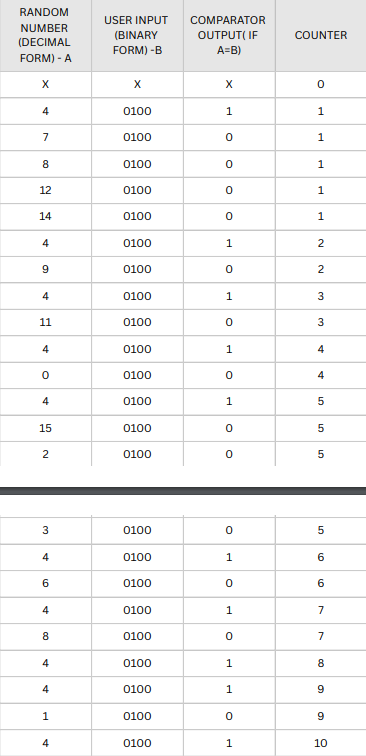 RANDOM NUMBER (DECIMAL FORM) - A | USER INPUT (BINARY FORM) -B | COMPARATOR OUTPUT( IF A=B) | COUNTER
X X X 0
4 0100 1 1
7 0100 0 1
8 0100 0 1
12 0100 0 1
14 0100 0 1
4 0100 1 2
9 0100 0 2
4 0100 1 3
11 0100 0 3
4 0100 1 4
0 0100 0 4
4 0100 1 5
15 0100 0 5
2 0100 0 5
3 0100 0 5
4 0100 1 6
6 0100 0 6
4 0100 1 7
8 0100 0 7
4 0100 1 8
4 0100 1 9
1 0100 0 9
4 0100 1 10